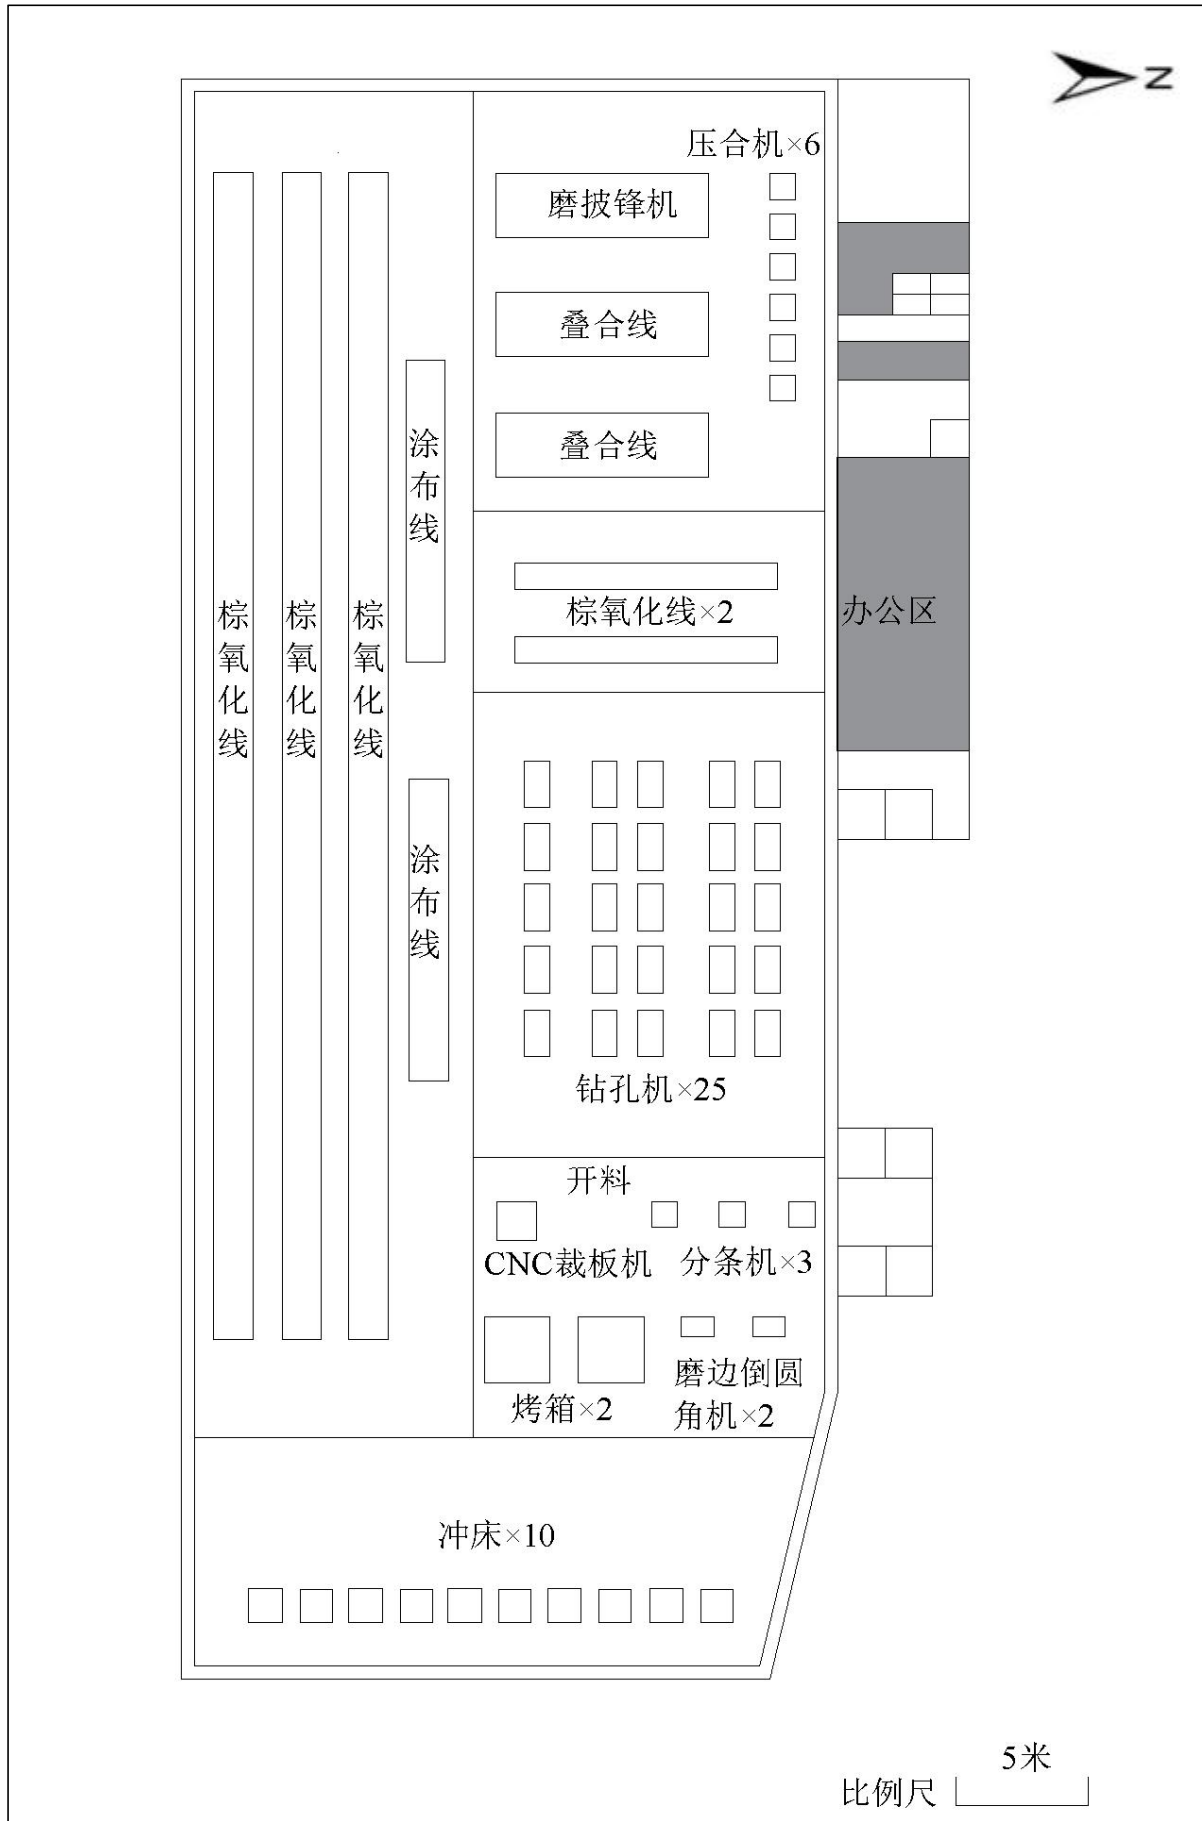 N
压合机×6
磨披锋机
叠合线
涂布线
叠合线
棕氧化线
棕氧化线
棕氧化线
棕氧化线×2
办公区
涂布线
钻孔机×25
开料
CNC裁板机
分条机×3
磨边倒圆
角机×2
烤箱×2
冲床×10
5米
比例尺